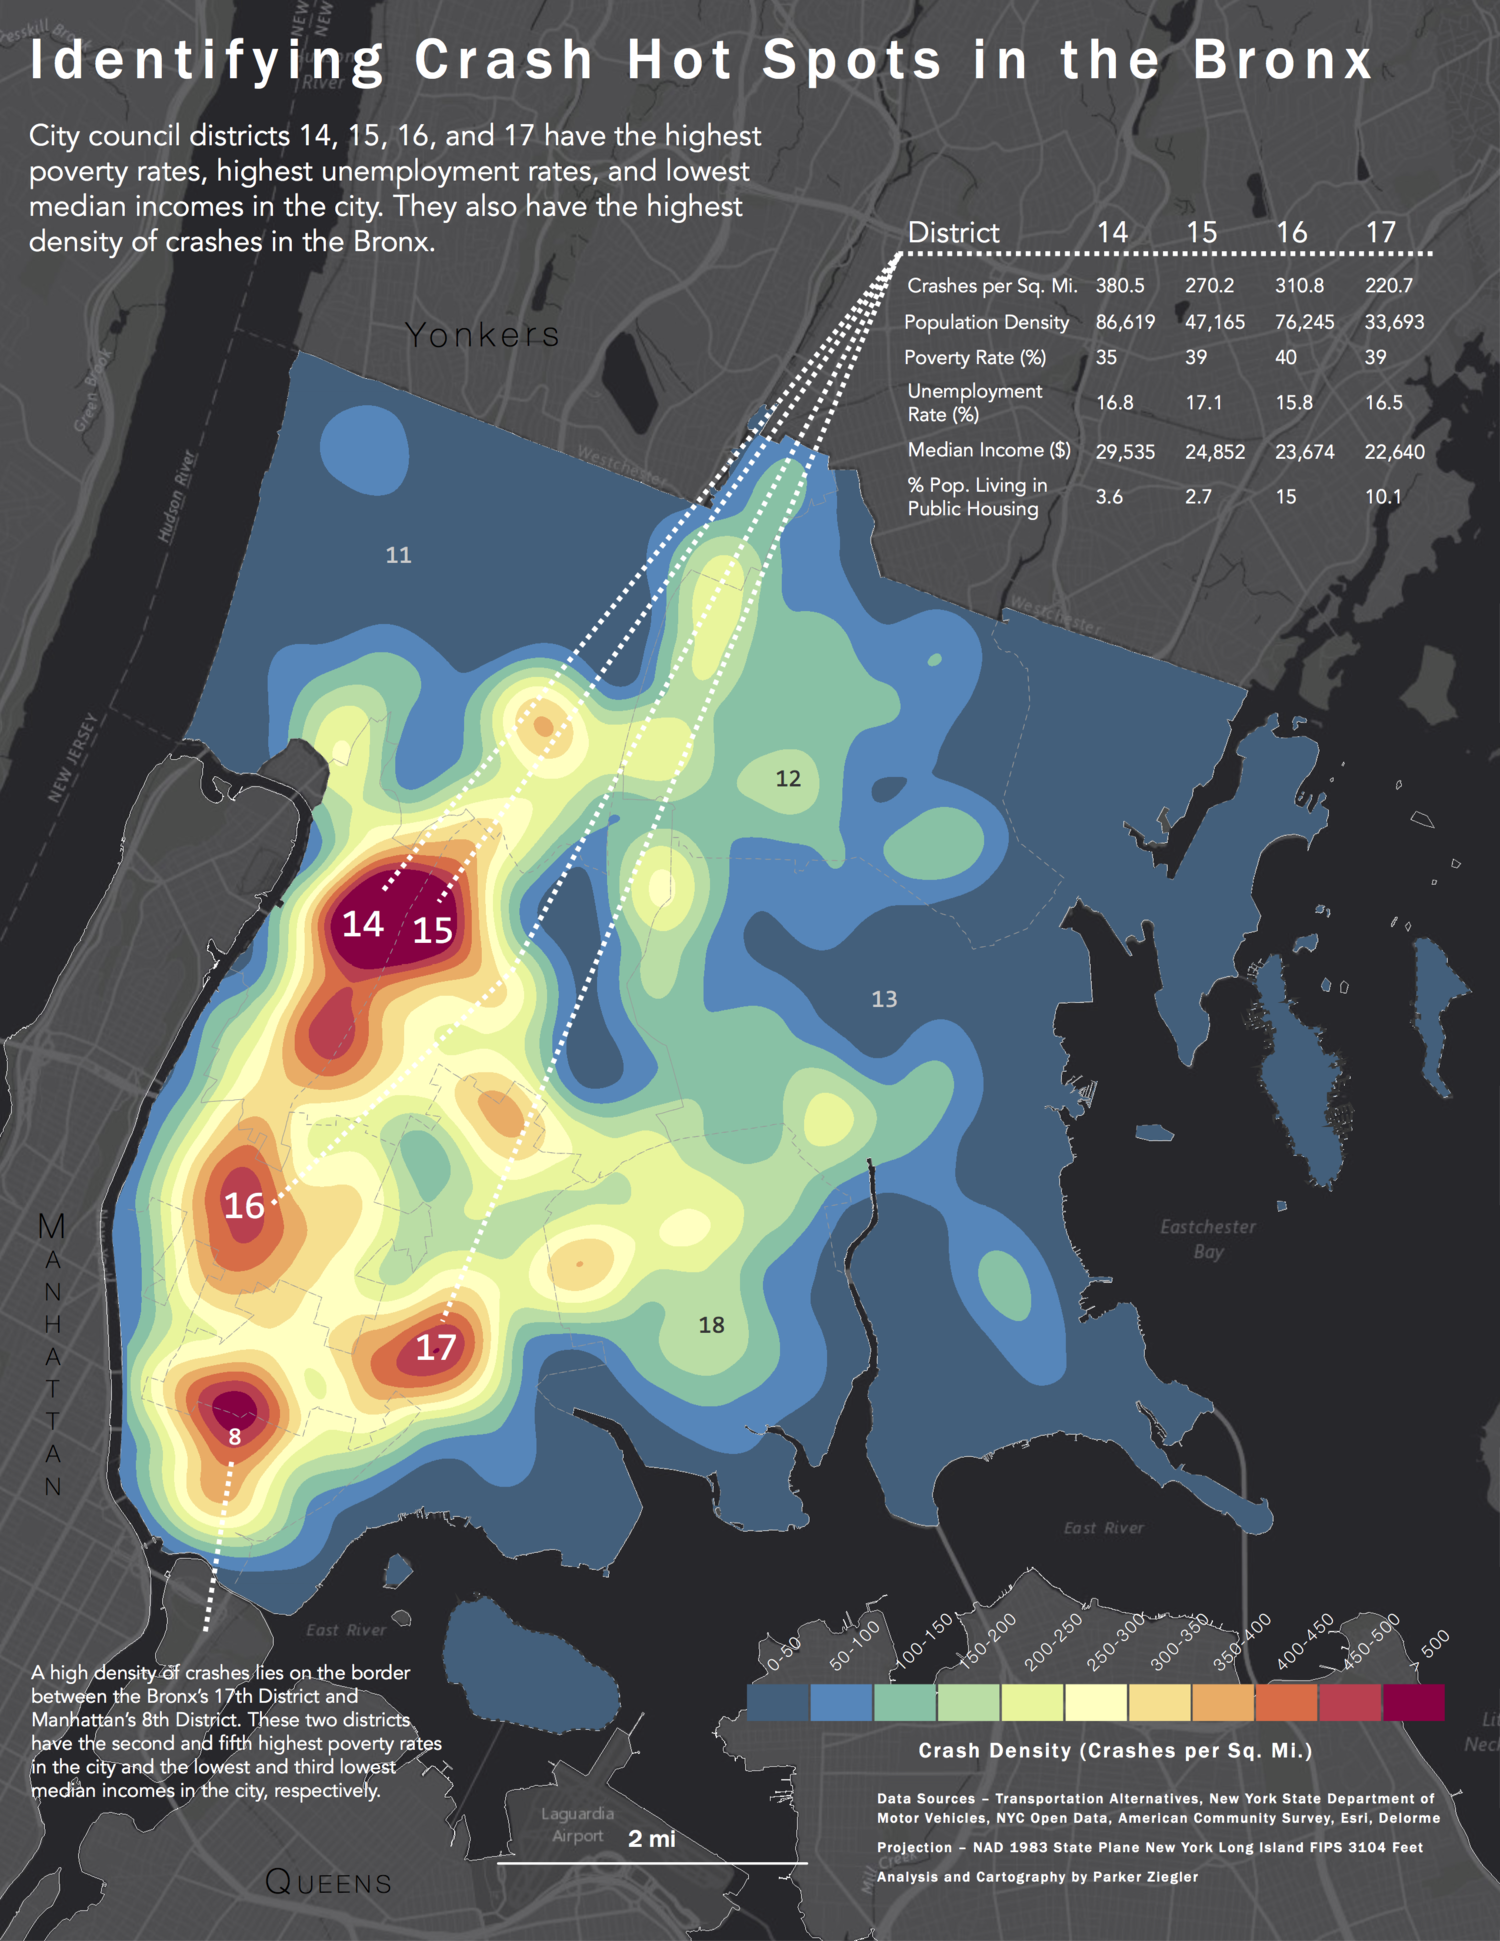 Identifying Crash Hot Spots in the Bronx
City council districts 14, 15, 16, and 17 have the highest
poverty rates, highest unemployment rates, and lowest
median incomes in the city. They also have the highest
density of crashes in the Bronx.
Hudson
River
District 14 15 16 17
Crashes per Sq. Mi. 380.5 270.2 310.8 220.7
Population Density 86,619 47,165 76,245 33,693
Poverty Rate (%) 35 39 40 39
Unemployment
Rate (%) 16.8 17.1 15.8 16.5
Median Income ($) 29,535 24,852 23,674 22,640
% Pop. Living in
Public Housing 3.6 2.7 15 10.1
Yonkers
Green Brook
Westchester
Hudson River
11
Westchester
NEW JERSEY
12
14
15
13
16
MANHATTAN
Eastchester
Bay
18
17
8
East River
East River
A high density of crashes lies on the border
between the Bronx's 17th District and
Manhattan's 8th District. These two districts
have the second and fifth highest poverty rates
in the city and the lowest and third lowest
median incomes in the city, respectively.
0-50 50-100 100-150 150-200 200-250 250-300 300-350 350-400 400-450 450-500 > 500
Crash Density (Crashes per Sq. Mi.)
Data Sources – Transportation Alternatives, New York State Department of
Motor Vehicles, NYC Open Data, American Community Survey, Esri, Delorme
Projection – NAD 1983 State Plane New York Long Island FIPS 3104 Feet
Analysis and Cartography by Parker Ziegler
Laguardia
Airport
2 mi
QUEENS